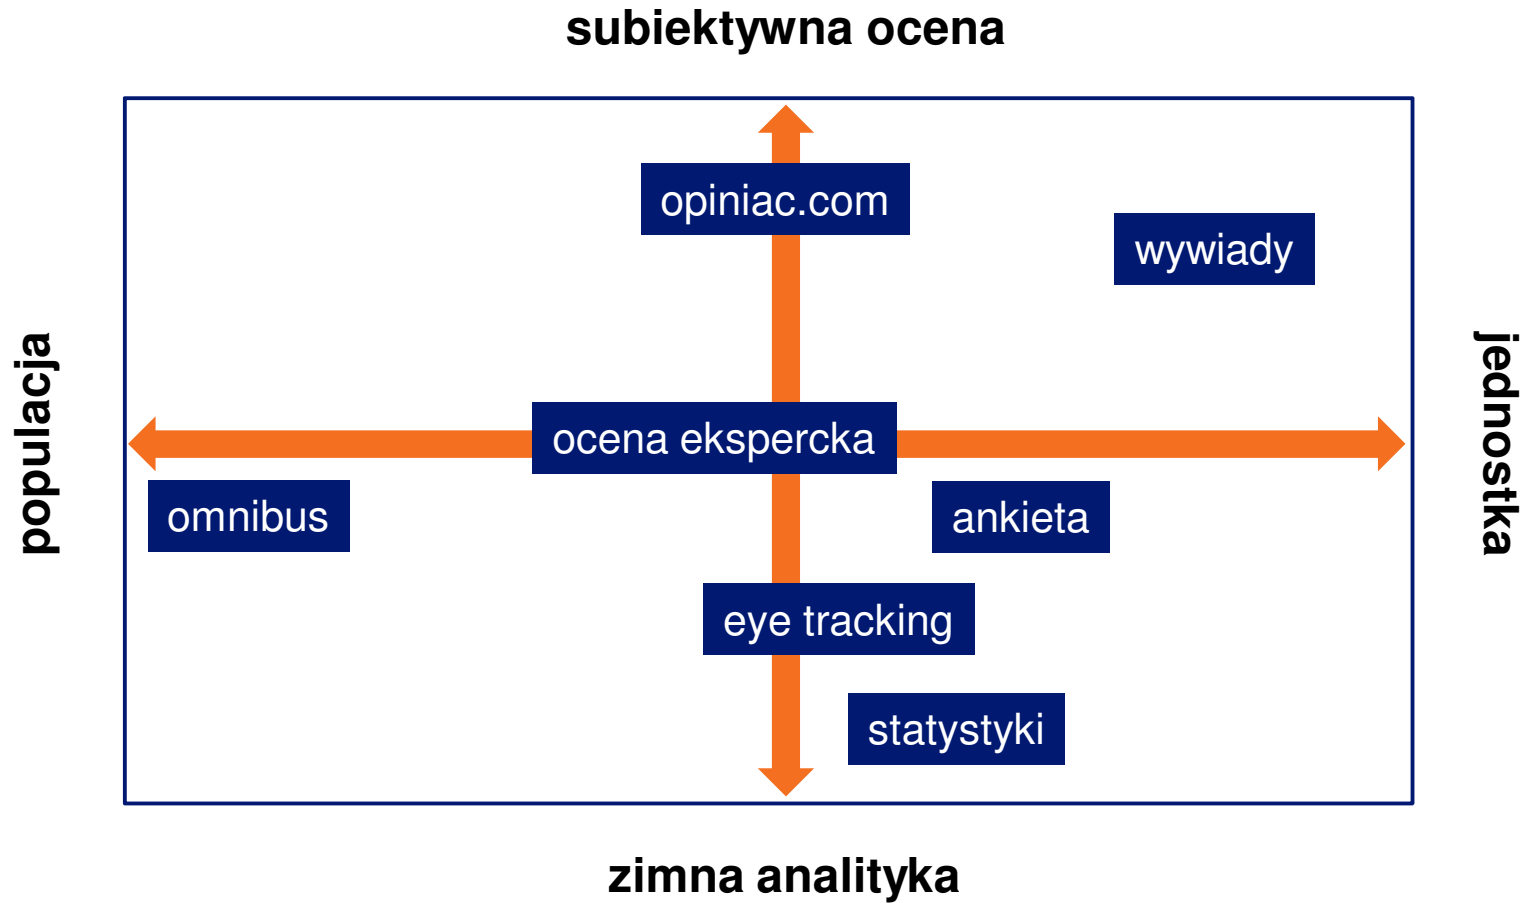 subiektywna ocena
opiniac.com
wywiady
populacja
jednostka
ocena ekspercka
omnibus
ankieta
eye tracking
statystyki
zimna analityka